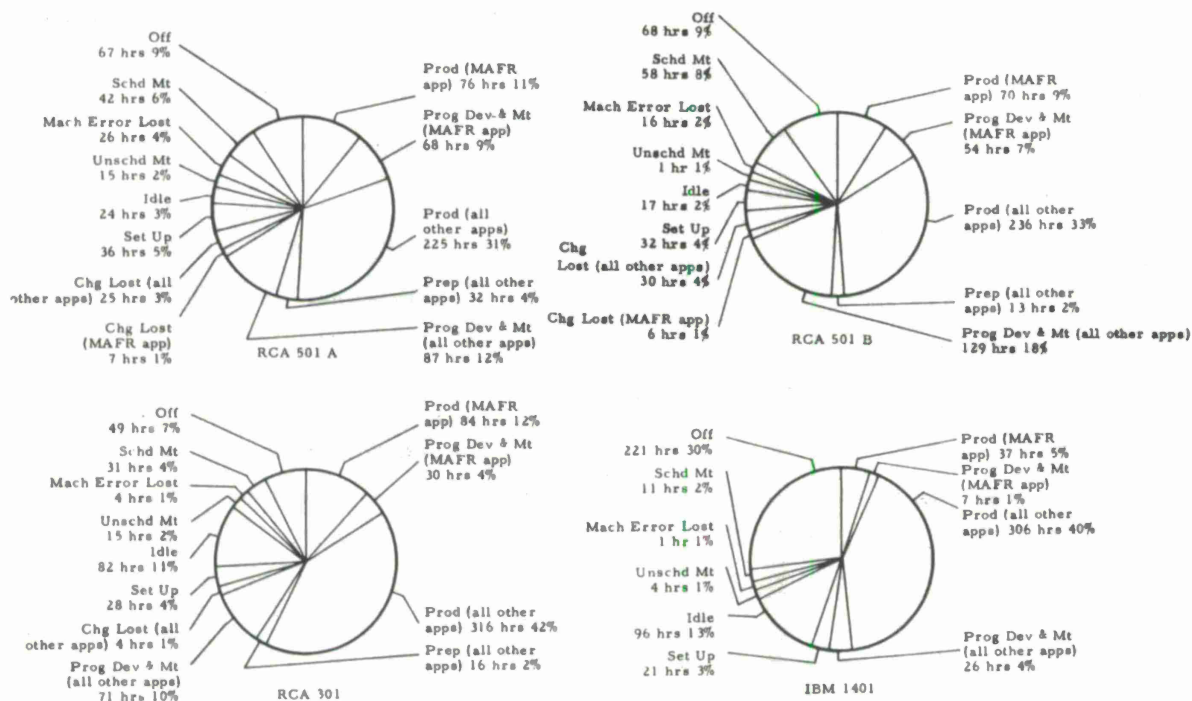 Off
67 hrs 9%
Schd Mt
42 hrs 6%
Mach Error Lost
26 hrs 4%
Unschd Mt
15 hrs 2%
Idle
24 hrs 3%
Set Up
36 hrs 5%
Chg Lost (all
other apps) 25 hrs 3%
Chg Lost
(MAFR app)
7 hrs 1%
Prod (MAFR
app) 76 hrs 11%
Prog Dev & Mt
(MAFR app)
68 hrs 9%
Prod (all
other apps)
225 hrs 31%
Prep (all other
apps) 32 hrs 4%
Prog Dev & Mt
(all other apps)
87 hrs 12%
RCA 501 A
Off
68 hrs 9%
Schd Mt
58 hrs 8%
Mach Error Lost
16 hrs 2%
Unschd Mt
1 hr 1%
Idle
17 hrs 2%
Set Up
32 hrs 4%
Chg
Lost (all other apps)
30 hrs 4%
Chg Lost (MAFR app)
6 hrs 1%
Prod (MAFR
app) 70 hrs 9%
Prog Dev & Mt
(MAFR app)
54 hrs 7%
Prod (all other
apps) 236 hrs 33%
Prep (all other
apps) 13 hrs 2%
Prog Dev & Mt (all other apps)
129 hrs 18%
RCA 501 B
Off
49 hrs 7%
Schd Mt
31 hrs 4%
Mach Error Lost
4 hrs 1%
Unschd Mt
15 hrs 2%
Idle
82 hrs 11%
Set Up
28 hrs 4%
Chg Lost (all
other apps) 4 hrs 1%
Prog Dev & Mt
(all other apps)
71 hrs 10%
Prod (MAFR
app) 84 hrs 12%
Prog Dev & Mt
(MAFR app)
30 hrs 4%
Prod (all other
apps) 316 hrs 42%
Prep (all other
apps) 16 hrs 2%
RCA 301
Off
221 hrs 30%
Schd Mt
11 hrs 2%
Mach Error Lost
1 hr 1%
Unschd Mt
4 hrs 1%
Idle
96 hrs 13%
Set Up
21 hrs 3%
Prod (MAFR
app) 37 hrs 5%
Prog Dev & Mt
(MAFR app)
7 hrs 1%
Prod (all other
apps) 306 hrs 40%
Prog Dev & Mt
(all other apps)
26 hrs 4%
IBM 1401